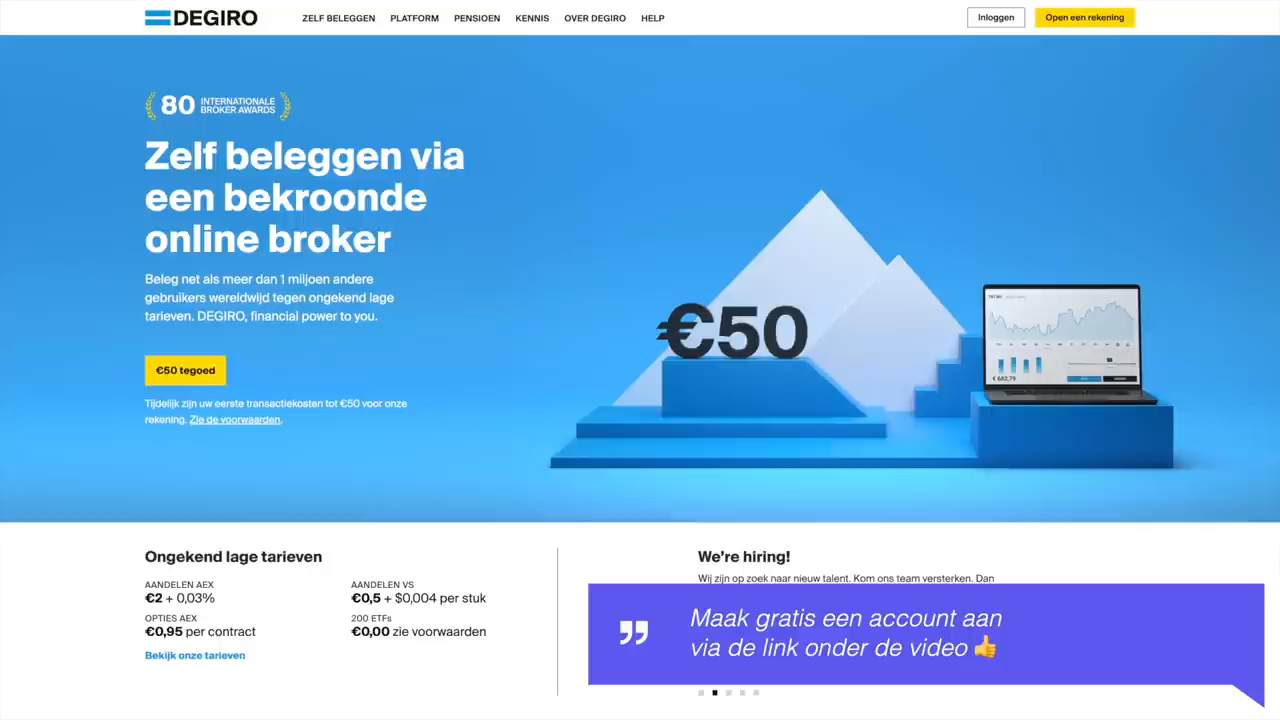 DEGIRO
ZELF BELEGGEN PLATFORM PENSIOEN KENNIS OVER DEGIRO HELP
Inloggen
Open een rekening
80 INTERNATIONALE
BROKER AWARDS
Zelf beleggen via
een bekroonde
online broker
Beleg net als meer dan 1 miljoen andere
gebruikers wereldwijd tegen ongekend lage
tarieven. DEGIRO, financial power to you.
€50 tegoed
Tijdelijk zijn uw eerste transactiekosten tot €50 voor onze
rekening. Zie de voorwaarden.
€50
€ 682,79
Ongekend lage tarieven
AANDELEN AEX
€2 + 0,03%
AANDELEN VS
€0,5 + $0,004 per stuk
OPTIES AEX
€0,95 per contract
200 ETFs
€0,00 zie voorwaarden
Bekijk onze tarieven
We're hiring!
Wij zijn op zoek naar nieuw talent. Kom ons team versterken. Dan
Maak gratis een account aan
via de link onder de video 👍